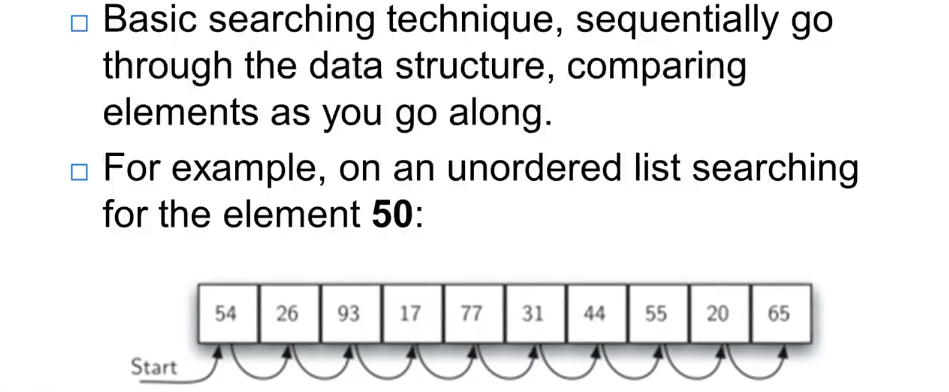 Basic searching technique, sequentially go
through the data structure, comparing
elements as you go along.
For example, on an unordered list searching
for the element 50:
54 26 93 17 77 31 44 55 20 65
Start